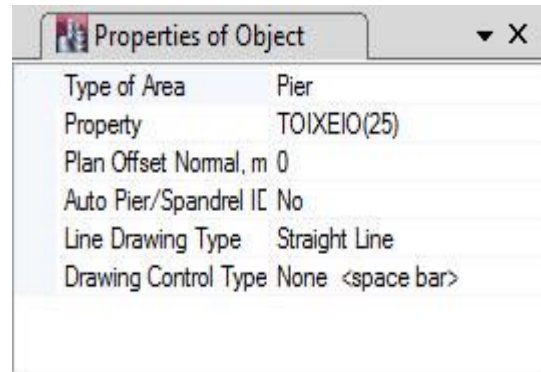 Properties of Object
Type of Area Pier
Property TOIXEIO(25)
Plan Offset Normal, m 0
Auto Pier/Spandrel ID No
Line Drawing Type Straight Line
Drawing Control Type None <space bar>